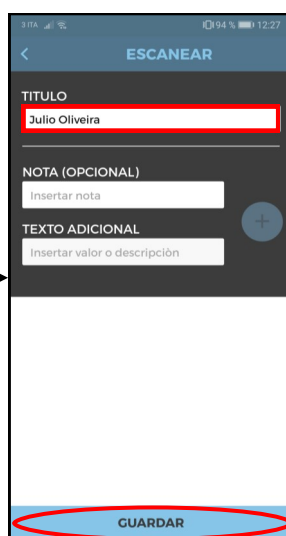 3 ITA 94 % 12:27
ESCANEAR
TITULO
Julio Oliveira
NOTA (OPCIONAL)
Insertar nota
TEXTO ADICIONAL
Insertar valor o descripciòn
GUARDAR